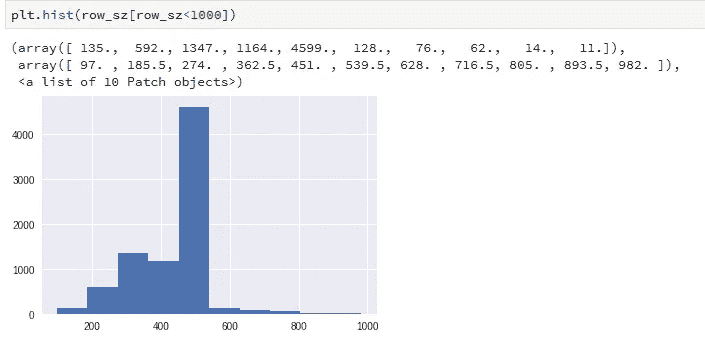 plt.hist(row_sz[row_sz<1000])
(array([ 135., 592., 1347., 1164., 4599., 128., 76., 62., 14., 11.]),
array([ 97. , 185.5, 274. , 362.5, 451. , 539.5, 628. , 716.5, 805. , 893.5, 982. ]),
<a list of 10 Patch objects>)
4000
3000
2000
1000
0
200 400 600 800 1000